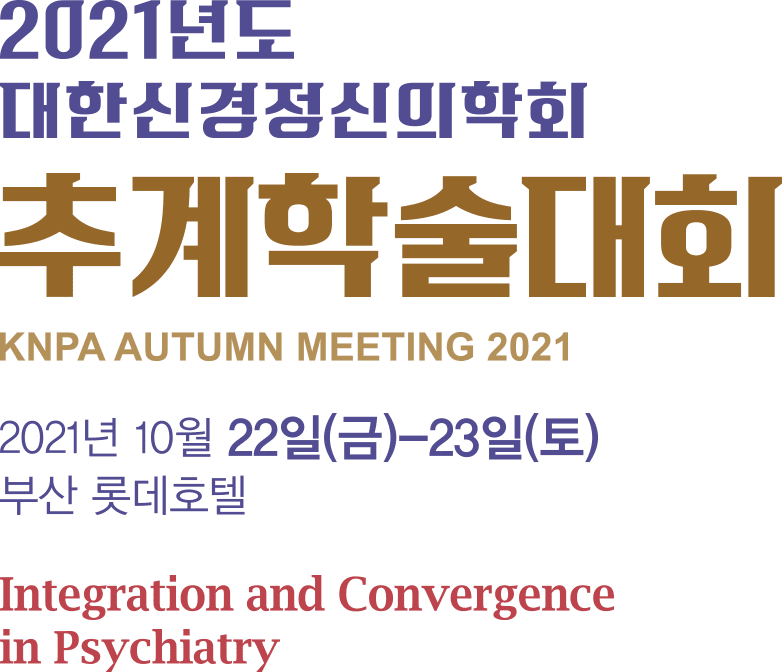 2021년도
대한신경정신의학회
추계학술대회
KNPA AUTUMN MEETING 2021
2021년 10월 22일(금)-23일(토)
부산 롯데호텔
Integration and Convergence
in Psychiatry